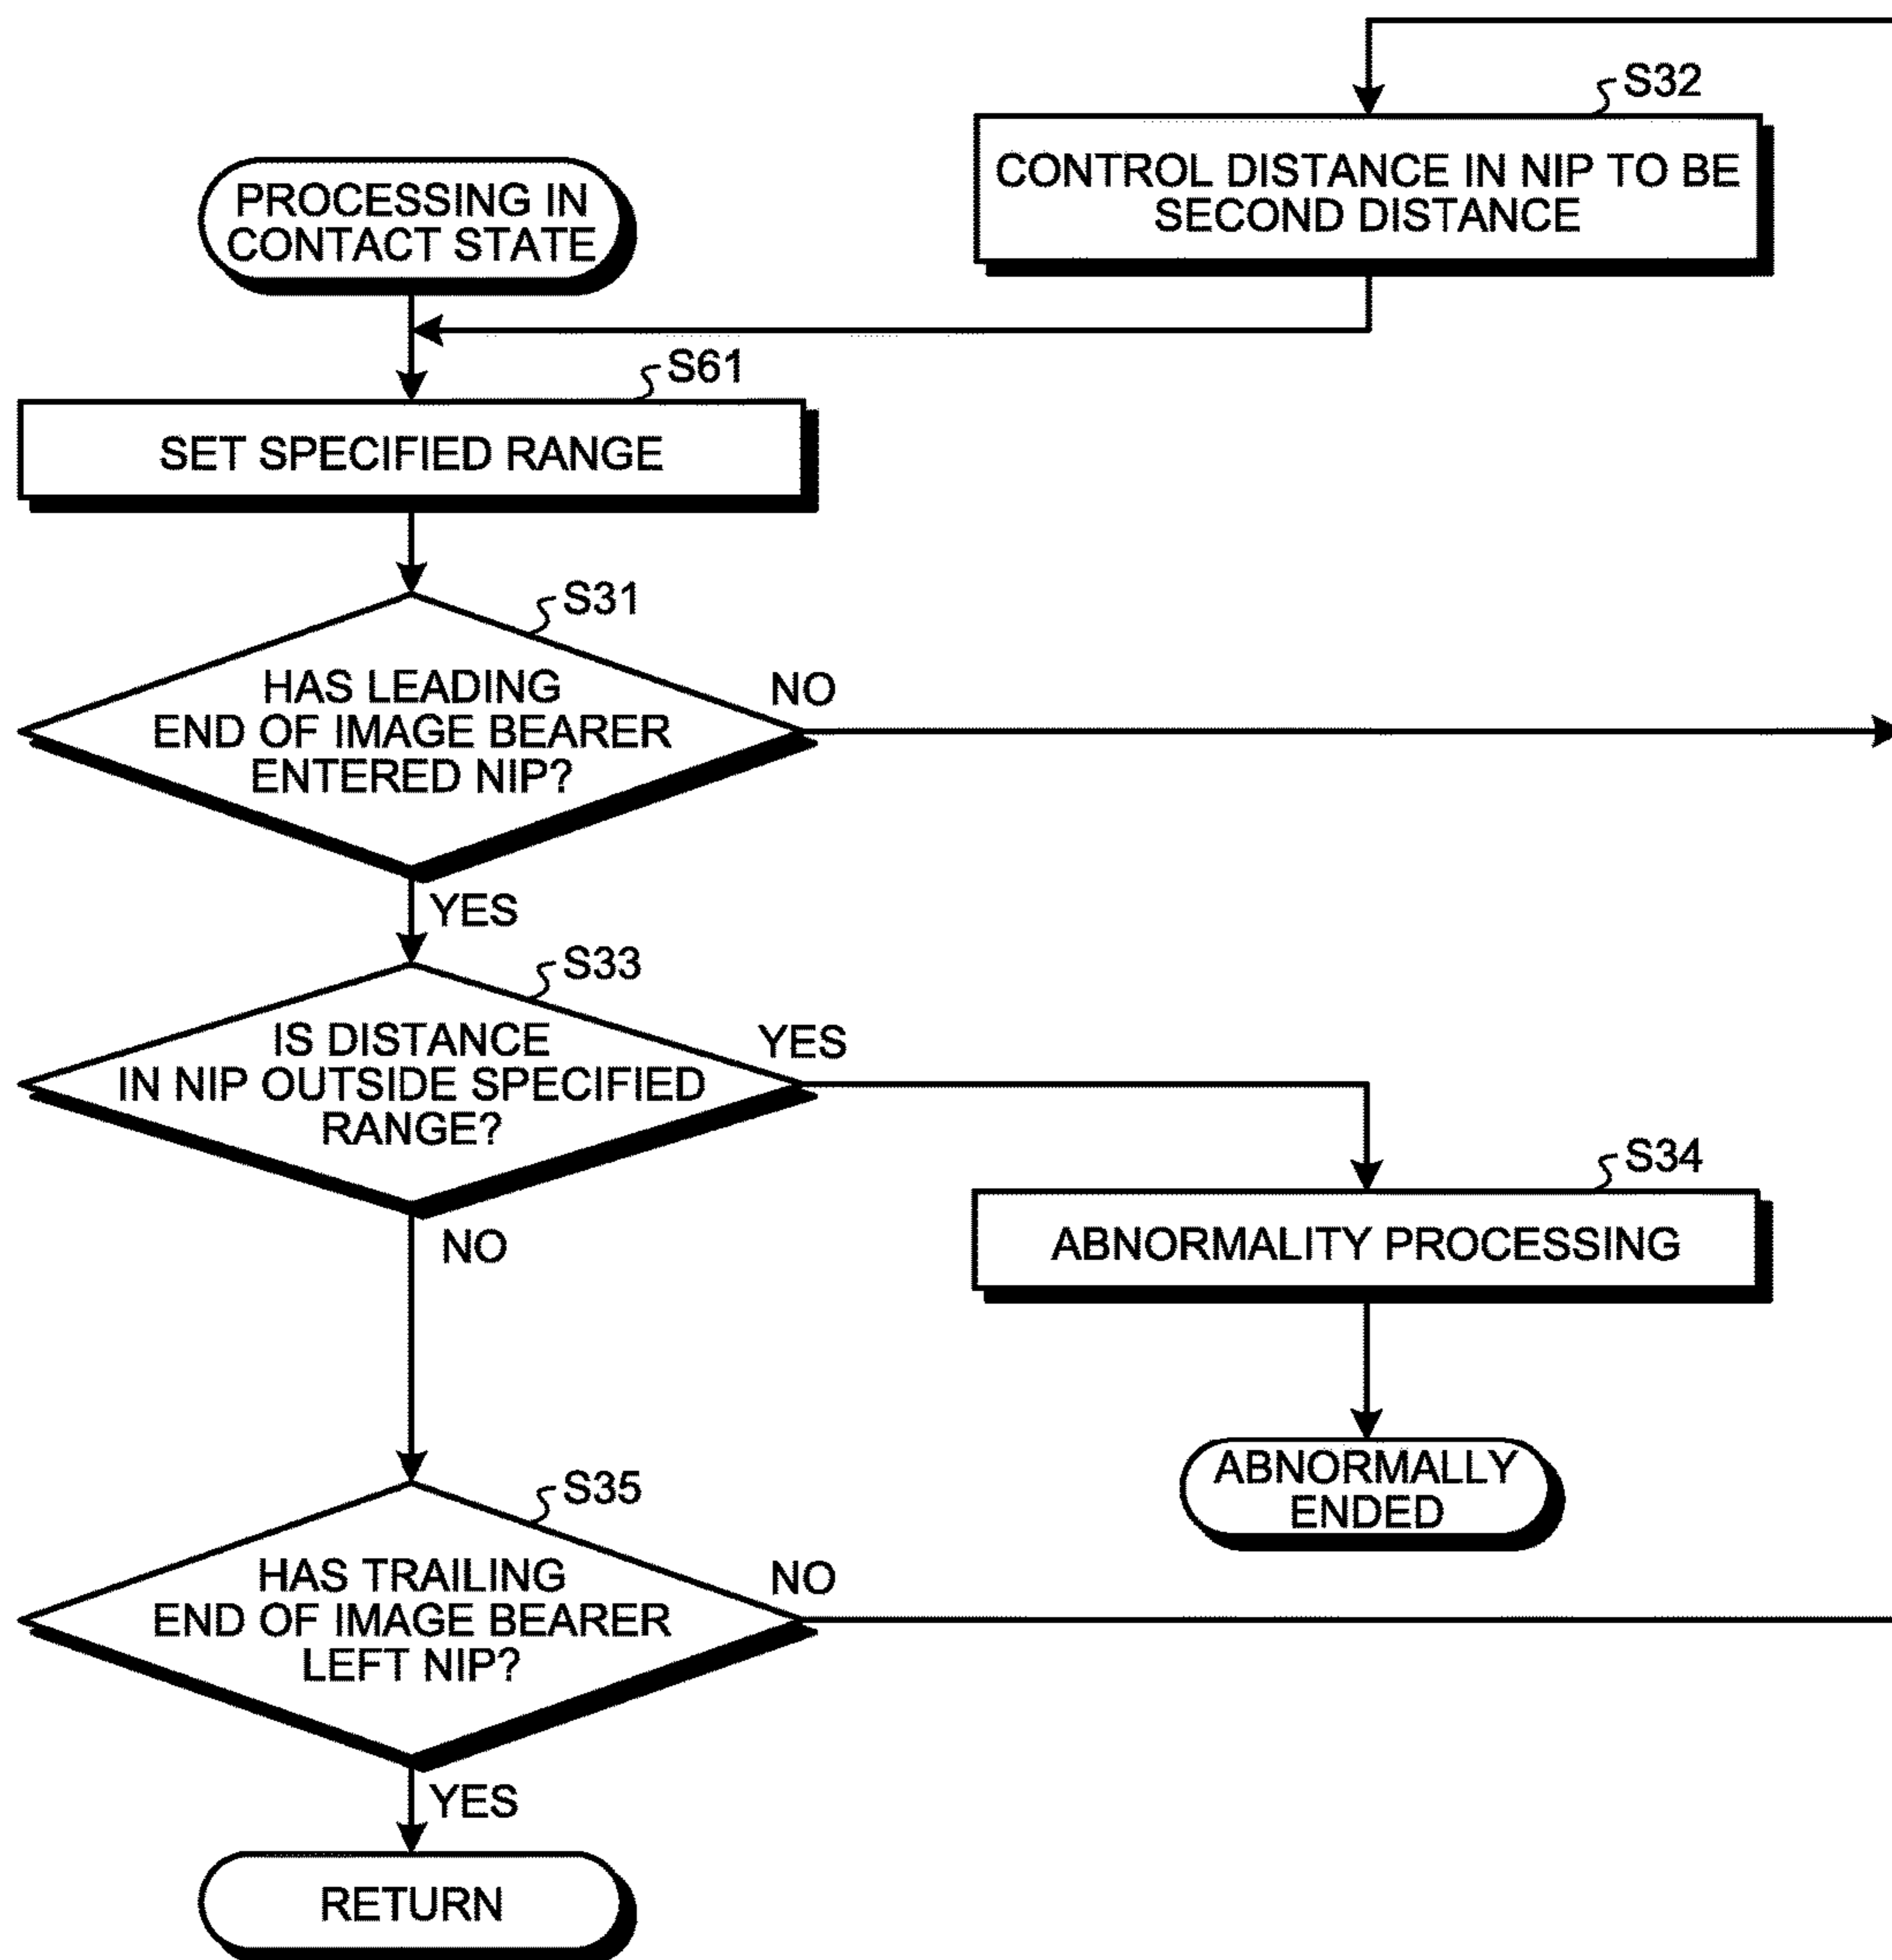 S32
CONTROL DISTANCE IN NIP TO BE
SECOND DISTANCE
PROCESSING IN
CONTACT STATE
S61
SET SPECIFIED RANGE
S31
HAS LEADING
END OF IMAGE BEARER
ENTERED NIP?
NO
YES
S33
IS DISTANCE
IN NIP OUTSIDE SPECIFIED
RANGE?
YES
NO
S34
ABNORMALITY PROCESSING
ABNORMALLY
ENDED
S35
HAS TRAILING
END OF IMAGE BEARER
LEFT NIP?
NO
YES
RETURN